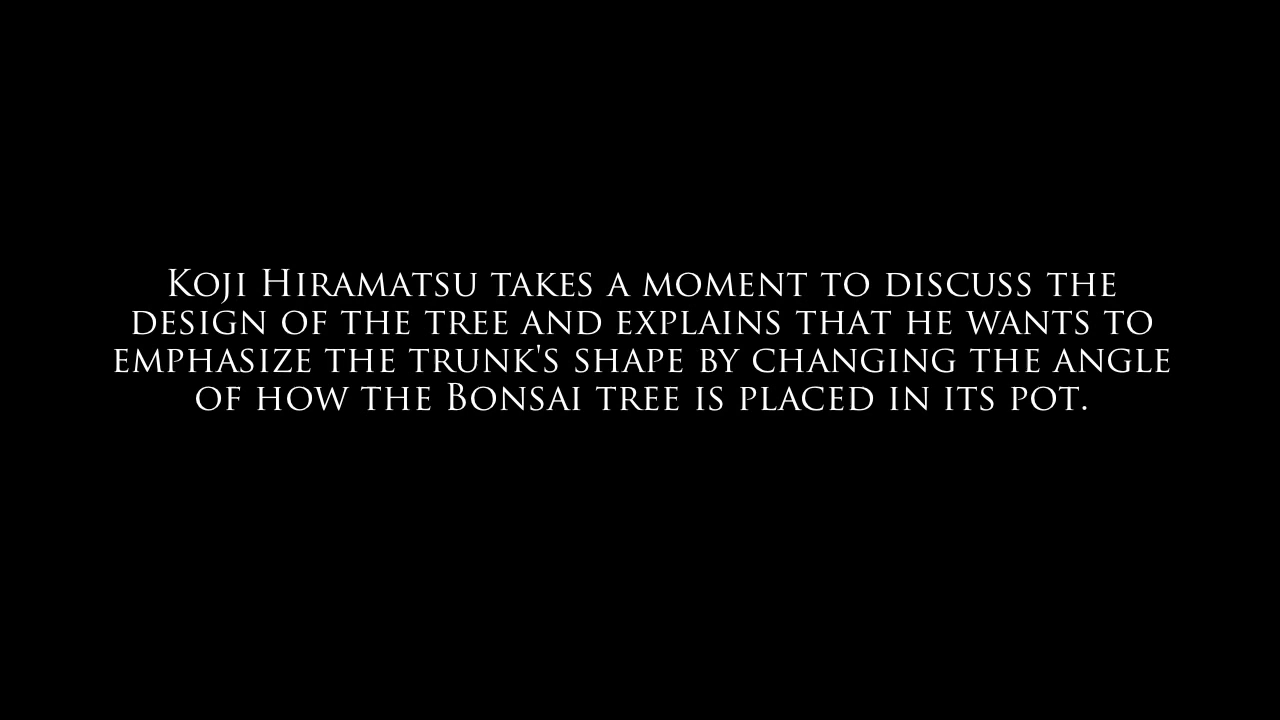 Koji Hiramatsu takes a moment to discuss the
design of the tree and explains that he wants to
emphasize the trunk's shape by changing the angle
of how the Bonsai tree is placed in its pot.